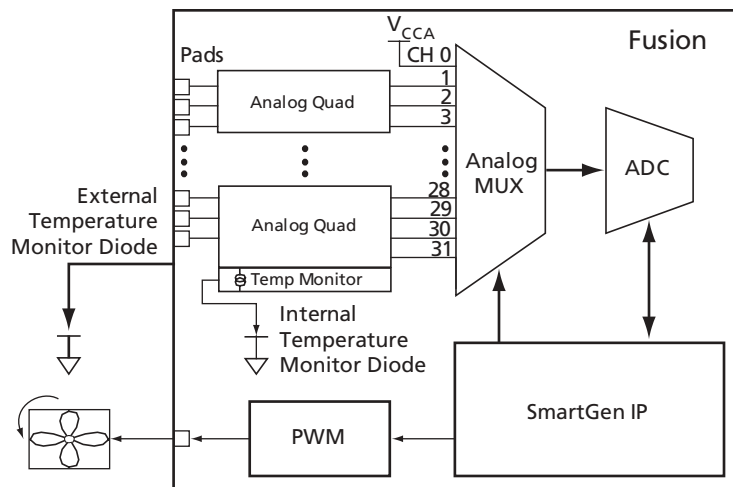 V_CCA
Fusion
Pads
CH 0
1
Analog Quad
2
3
Analog
MUX
ADC
External
Temperature
Monitor Diode
28
29
Analog Quad
30
31
Temp Monitor
Internal
Temperature
Monitor Diode
SmartGen IP
PWM